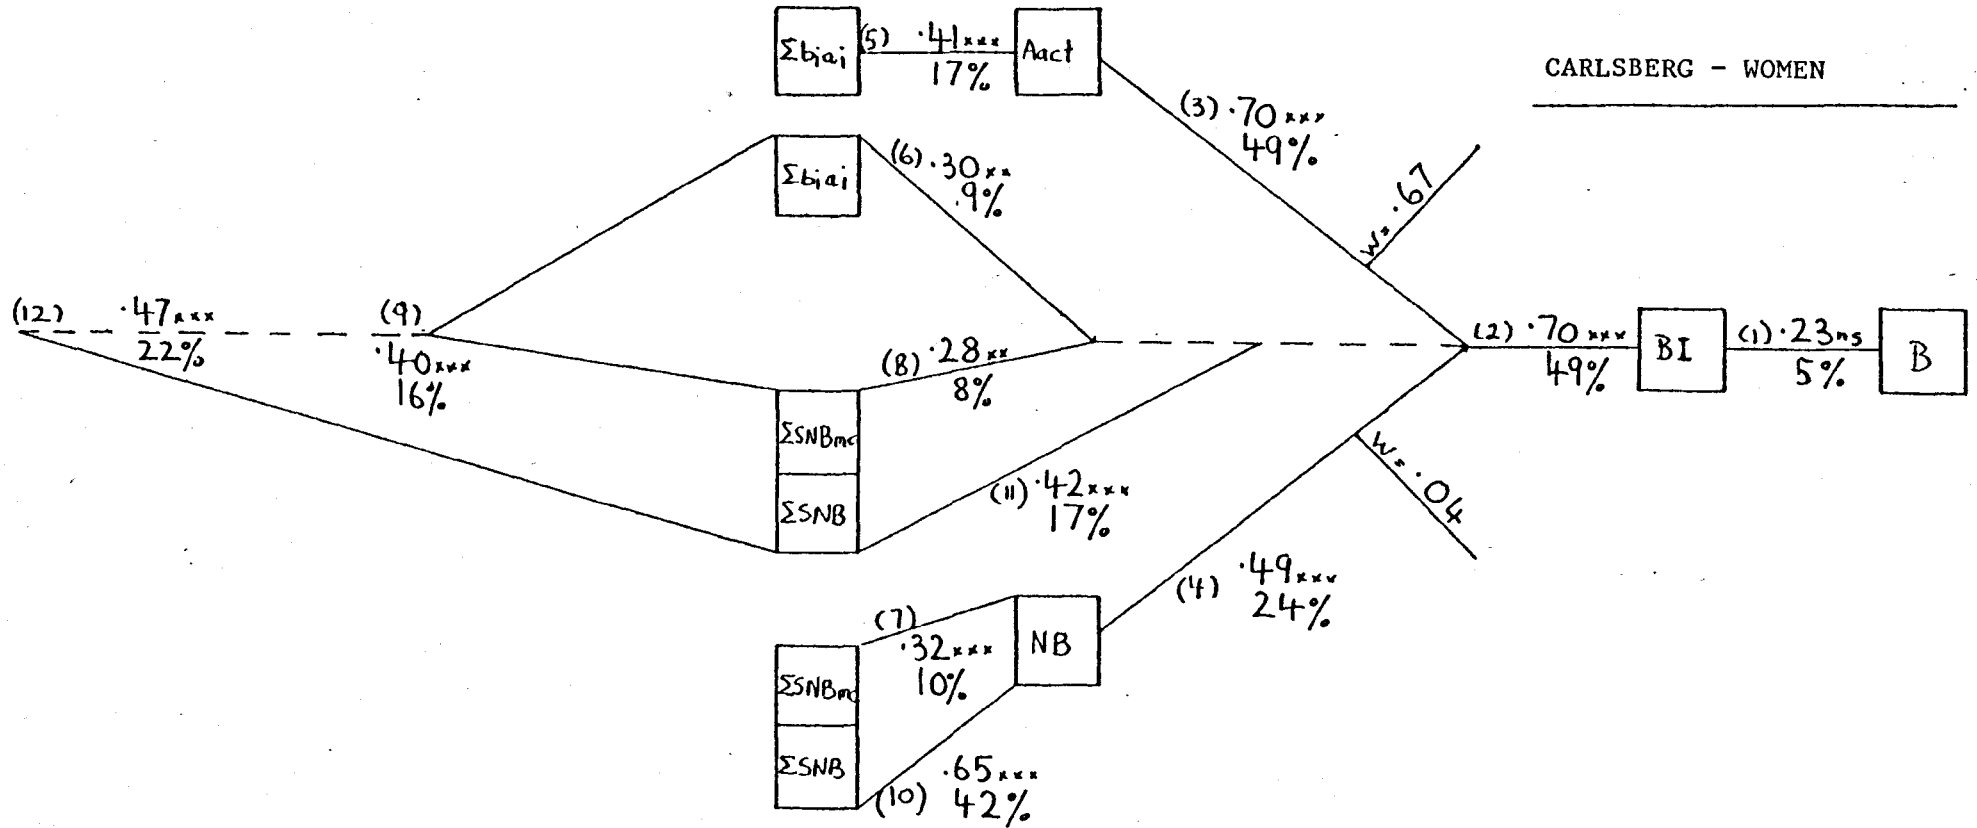 Σbiai
(5) .41xxx
17%
Aact
CARLSBERG - WOMEN
(3) .70xxx
49%
Σbiai
(6) .30xx
.9%
W= .67
(12) .47xxx
22%
(9)
.40xxx
16%
(8) .28xx
8%
(2) .70xxx
49%
BI
(1) .23ns
5%
B
ΣSNBmc
ΣSNB
(11) .42xxx
17%
W= .04
(4) .49xxx
24%
(7)
.32xxx
10%
NB
ΣSNBmc
ΣSNB
(10) .65xxx
42%